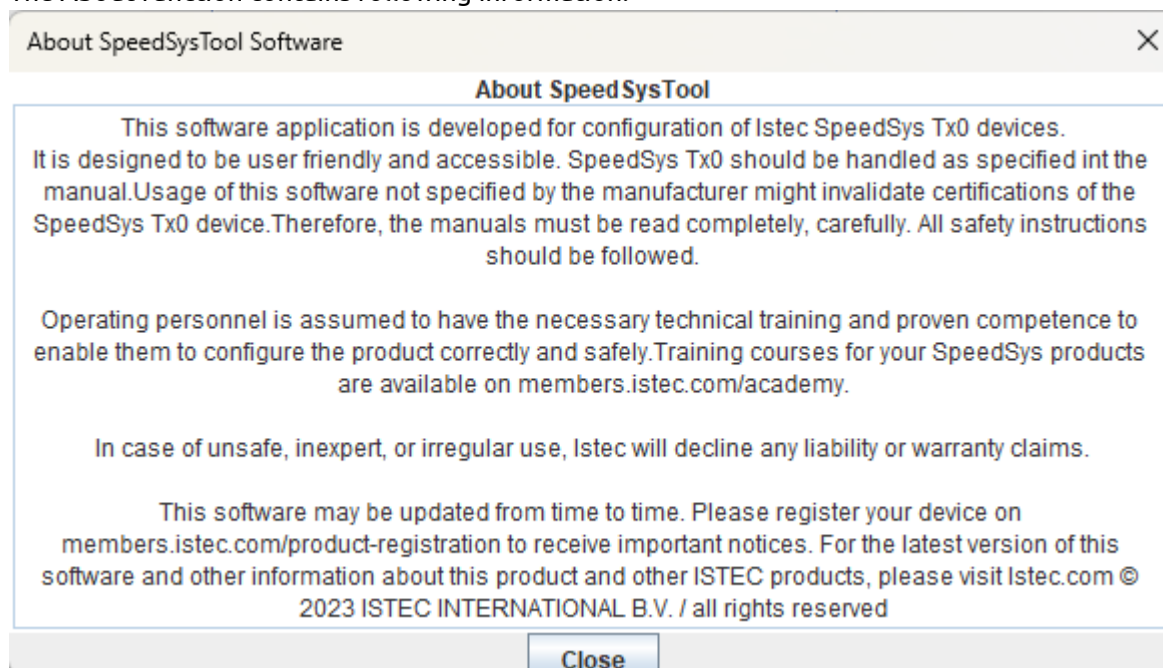 The About function contains following information:
About SpeedSysTool Software
About SpeedSysTool
This software application is developed for configuration of Istec SpeedSys Tx0 devices.
It is designed to be user friendly and accessible. SpeedSys Tx0 should be handled as specified int the
manual.Usage of this software not specified by the manufacturer might invalidate certifications of the
SpeedSys Tx0 device.Therefore, the manuals must be read completely, carefully. All safety instructions
should be followed.
Operating personnel is assumed to have the necessary technical training and proven competence to
enable them to configure the product correctly and safely.Training courses for your SpeedSys products
are available on members.istec.com/academy.
In case of unsafe, inexpert, or irregular use, Istec will decline any liability or warranty claims.
This software may be updated from time to time. Please register your device on
members.istec.com/product-registration to receive important notices. For the latest version of this
software and other information about this product and other ISTEC products, please visit Istec.com ©
2023 ISTEC INTERNATIONAL B.V. / all rights reserved
Close